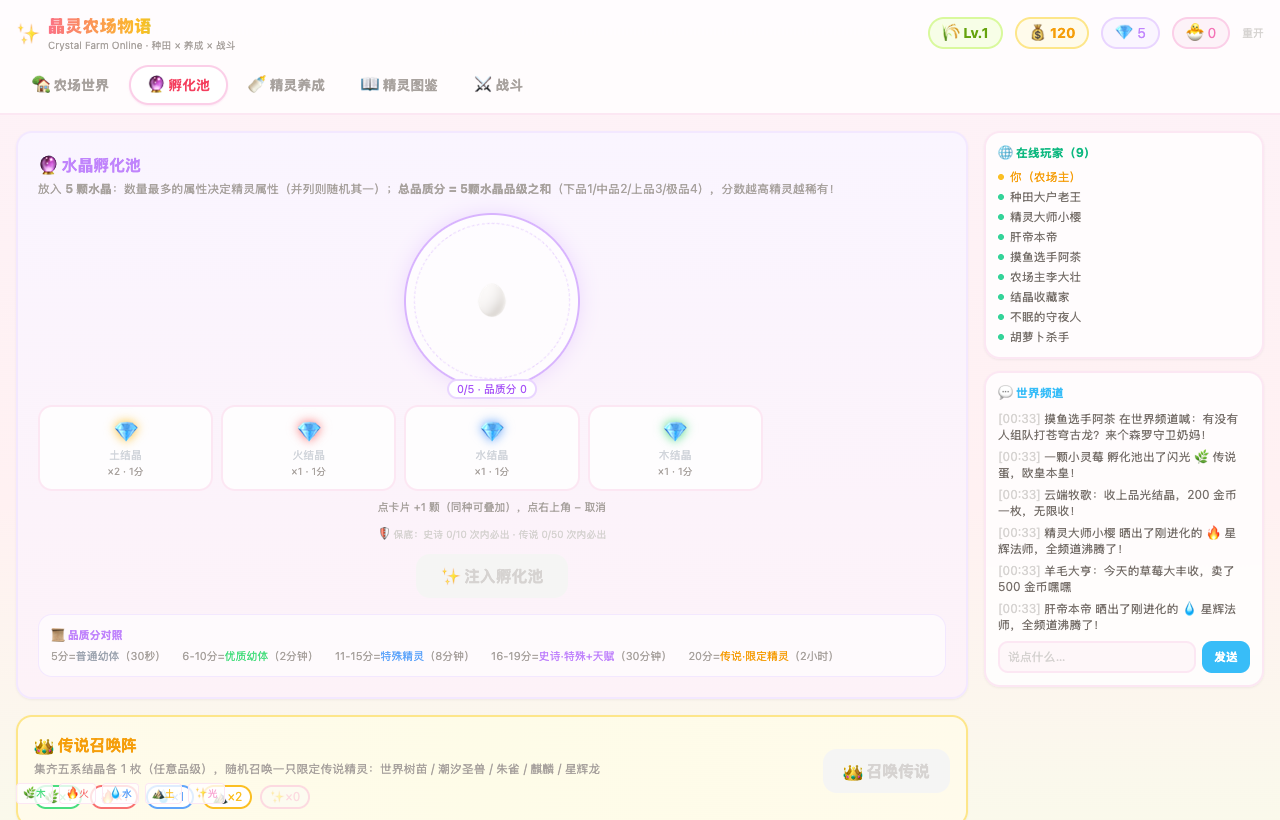 晶灵农场物语
Crystal Farm Online · 种田 × 养成 × 战斗
Lv.1
120
5
0
重开
农场世界
孵化池
精灵养成
精灵图鉴
战斗
水晶孵化池
放入 5 颗水晶：数量最多的属性决定精灵属性（并列则随机其一）；总品质分 = 5颗水晶品级之和（下品1/中品2/上品3/极品4），分数越高精灵越稀有！
0/5 · 品质分 0
土结晶
×2 · 1分
火结晶
×1 · 1分
水结晶
×1 · 1分
木结晶
×1 · 1分
点卡片 +1 颗（同种可叠加），点右上角 − 取消
保底：史诗 0/10 次内必出 · 传说 0/50 次内必出
注入孵化池
品质分对照
5分=普通幼体（30秒） 6-10分=优质幼体（2分钟） 11-15分=特殊精灵（8分钟） 16-19分=史诗·特殊+天赋（30分钟） 20分=传说·限定精灵（2小时）
传说召唤阵
集齐五系结晶各 1 枚（任意品级），随机召唤一只限定传说精灵：世界树苗 / 潮汐圣兽 / 朱雀 / 麒麟 / 星辉龙
召唤传说
木 火 水 土 光 ×2 ×0
在线玩家（9）
你（农场主）
种田大户老王
精灵大师小樱
肝帝本帝
摸鱼选手阿茶
农场主李大壮
结晶收藏家
不眠的守夜人
胡萝卜杀手
世界频道
[00:33] 摸鱼选手阿茶 在世界频道喊：有没有
人组队打苍穹古龙？来个森罗守卫奶妈！
[00:33] 一颗小灵莓 孵化池出了闪光 传说
蛋，欧皇本皇！
[00:33] 云端牧歌：收上品光结晶，200 金币
一枚，无限收！
[00:33] 精灵大师小樱 晒出了刚进化的 星
辉法师，全频道沸腾了！
[00:33] 羊毛大亨：今天的草莓大丰收，卖了
500 金币嘿嘿
[00:33] 肝帝本帝 晒出了刚进化的 星辉法
师，全频道沸腾了！
说点什么...
发送